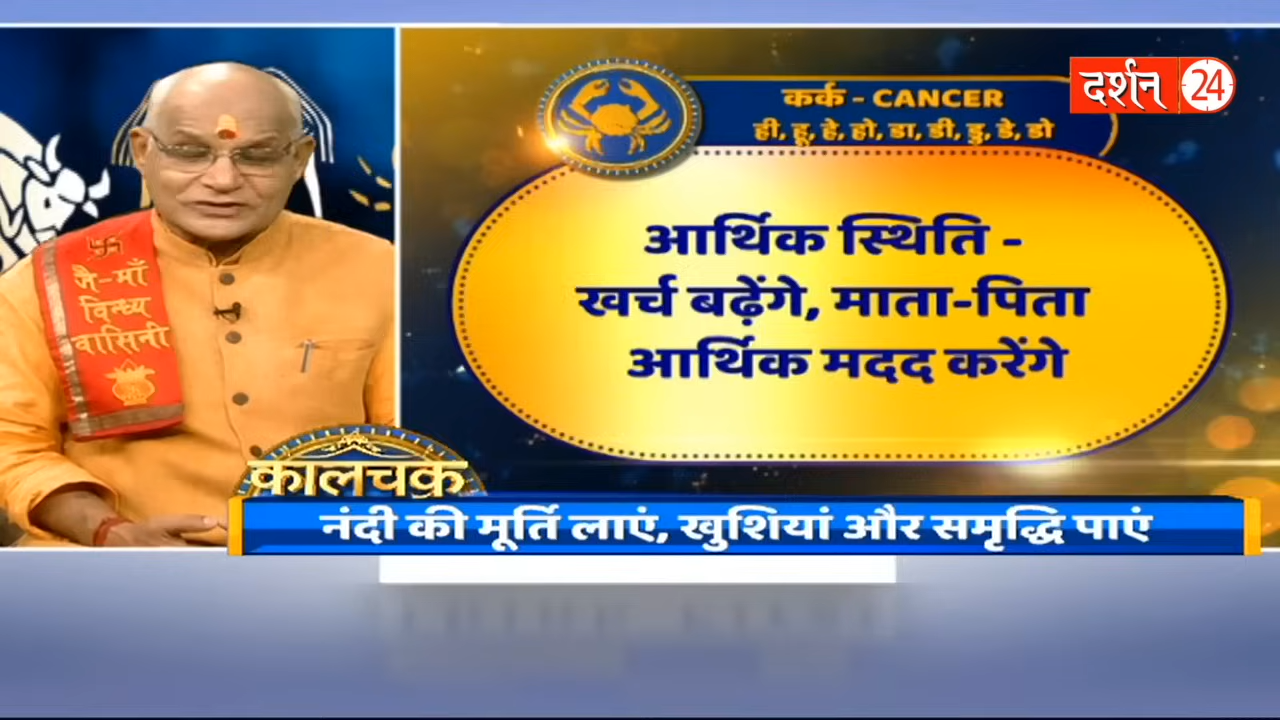 दर्शन 24
कर्क - CANCER
ही, हू, हे, हो, डा, डी, डु, डे, डो
आर्थिक स्थिति -
खर्च बढ़ेंगे, माता-पिता
आर्थिक मदद करेंगे
जै-माँ
विन्ध्य
वासिनी
कालचक्र
नंदी की मूर्ति लाएं, खुशियां और समृद्धि पाएं